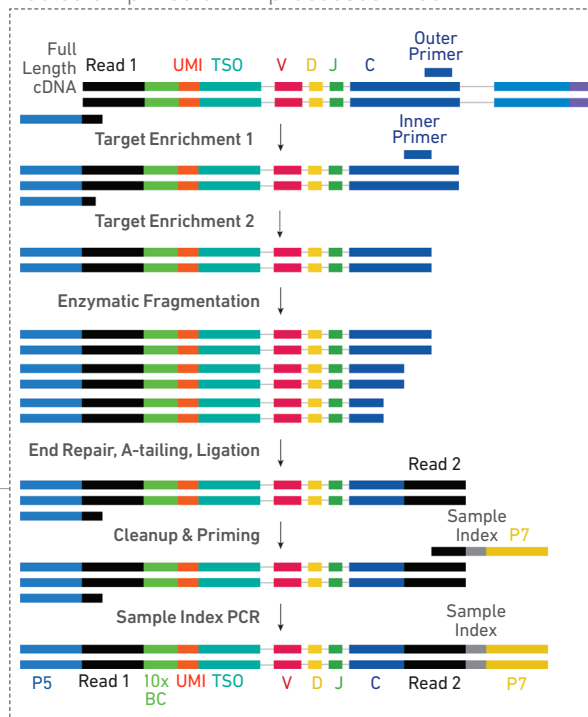 Full
Length
cDNA
Read 1
UMI
TSO
V
D
J
C
Outer
Primer
Target Enrichment 1
Inner
Primer
Target Enrichment 2
Enzymatic Fragmentation
End Repair, A-tailing, Ligation
Read 2
Cleanup & Priming
Sample
Index
P7
Sample Index PCR
Sample
Index
P5
Read 1
10x
BC
UMI
TSO
V
D
J
C
Read 2
P7